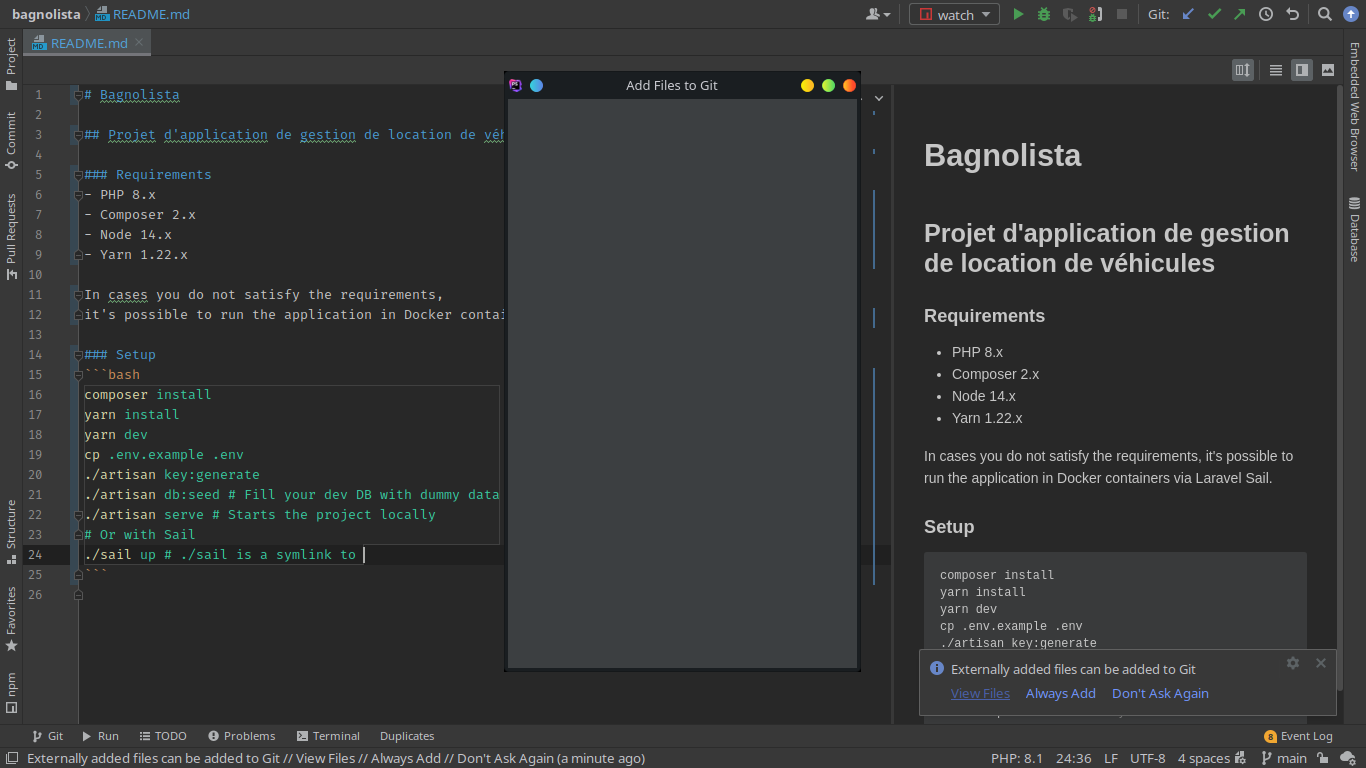 bagnolista
README.md
watch
Git:
README.md
Project
Commit
Pull Requests
Structure
Favorites
npm
Add Files to Git
1 # Bagnolista
2
3 ## Projet d'application de gestion de location de véh
4
5 ### Requirements
6 - PHP 8.x
7 - Composer 2.x
8 - Node 14.x
9 - Yarn 1.22.x
10
11 In cases you do not satisfy the requirements,
12 it's possible to run the application in Docker contai
13
14 ### Setup
15 ```bash
16 composer install
17 yarn install
18 yarn dev
19 cp .env.example .env
20 ./artisan key:generate
21 ./artisan db:seed # Fill your dev DB with dummy data
22 ./artisan serve # Starts the project locally
23 # Or with Sail
24 ./sail up # ./sail is a symlink to
25 ```
26
Bagnolista
Projet d'application de gestion
de location de véhicules
Requirements
• PHP 8.x
• Composer 2.x
• Node 14.x
• Yarn 1.22.x
In cases you do not satisfy the requirements, it's possible to
run the application in Docker containers via Laravel Sail.
Setup
composer install
yarn install
yarn dev
cp .env.example .env
./artisan key:generate
Externally added files can be added to Git
View Files Always Add Don't Ask Again
Embedded Web Browser
Database
Git Run TODO Problems Terminal Duplicates
8 Event Log
Externally added files can be added to Git // View Files // Always Add // Don't Ask Again (a minute ago)
PHP: 8.1 24:36 LF UTF-8 4 spaces main